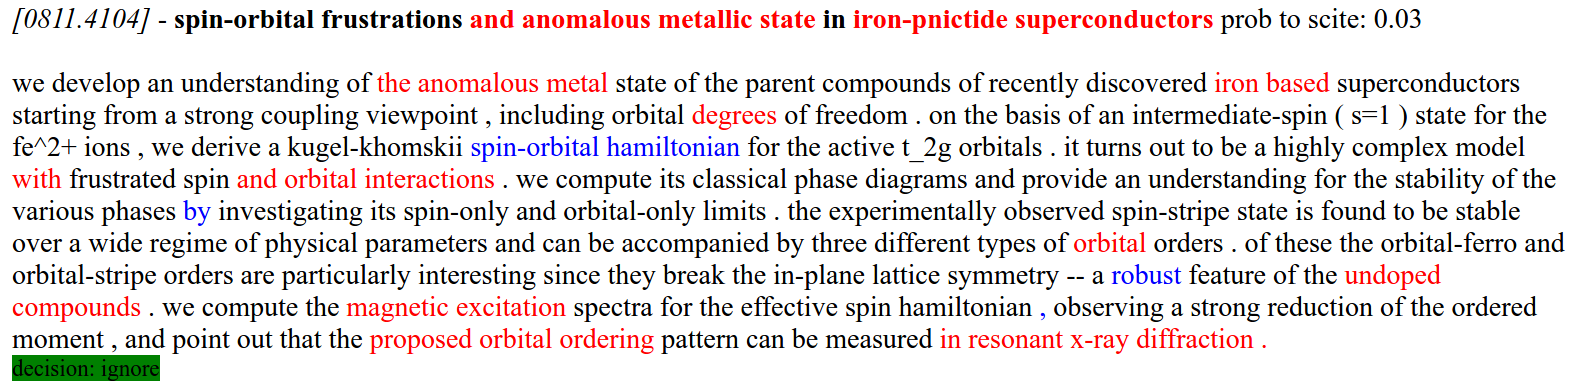 [0811.4104] - spin-orbital frustrations and anomalous metallic state in iron-pnictide superconductors prob to scite: 0.03
we develop an understanding of the anomalous metal state of the parent compounds of recently discovered iron based superconductors
starting from a strong coupling viewpoint , including orbital degrees of freedom . on the basis of an intermediate-spin ( s=1 ) state for the
fe^2+ ions , we derive a kugel-khomskii spin-orbital hamiltonian for the active t_2g orbitals . it turns out to be a highly complex model
with frustrated spin and orbital interactions . we compute its classical phase diagrams and provide an understanding for the stability of the
various phases by investigating its spin-only and orbital-only limits . the experimentally observed spin-stripe state is found to be stable
over a wide regime of physical parameters and can be accompanied by three different types of orbital orders . of these the orbital-ferro and
orbital-stripe orders are particularly interesting since they break the in-plane lattice symmetry -- a robust feature of the undoped
compounds . we compute the magnetic excitation spectra for the effective spin hamiltonian , observing a strong reduction of the ordered
moment , and point out that the proposed orbital ordering pattern can be measured in resonant x-ray diffraction .
decision: ignore